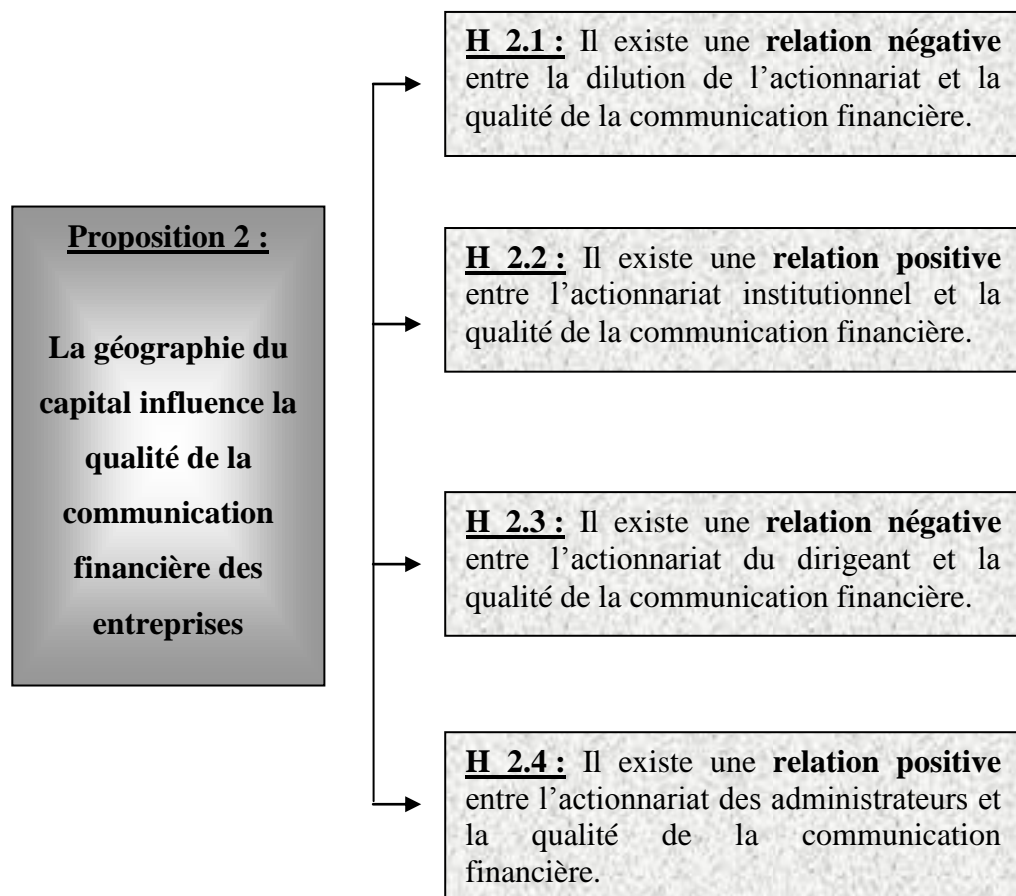 H 2.1 : Il existe une relation négative
entre la dilution de l’actionnariat et la
qualité de la communication financière.
Proposition 2 :
La géographie du
capital influence la
qualité de la
communication
financière des
entreprises
H 2.2 : Il existe une relation positive
entre l’actionnariat institutionnel et la
qualité de la communication financière.
H 2.3 : Il existe une relation négative
entre l’actionnariat du dirigeant et la
qualité de la communication financière.
H 2.4 : Il existe une relation positive
entre l’actionnariat des administrateurs et
la qualité de la communication
financière.